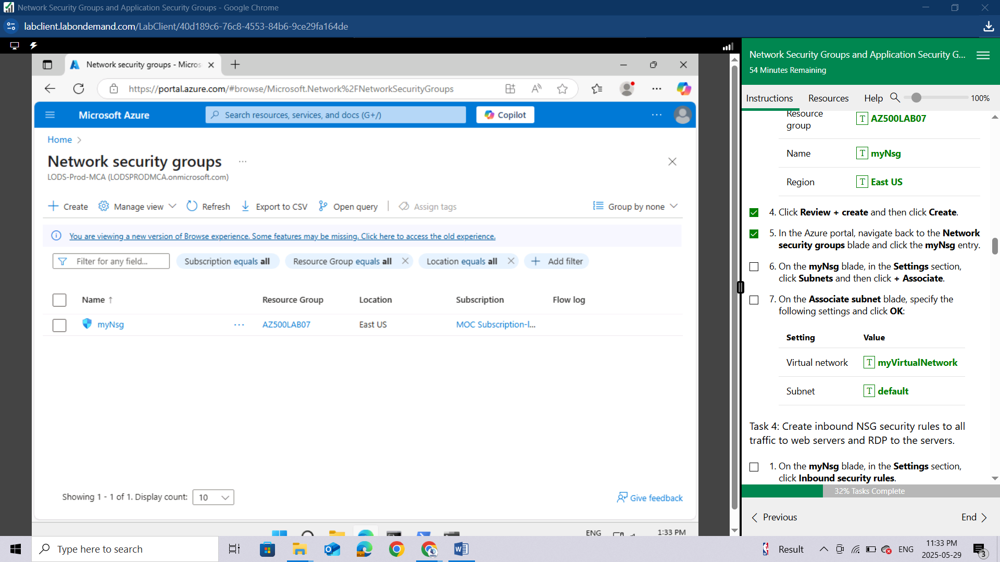 Network Security Groups and Application Security Groups - Google Chrome
labclient.labondemand.com/LabClient/40d189c6-76c8-4553-84b6-9ce29fa164de
Network security groups - Micros
https://portal.azure.com/#browse/Microsoft.Network%2FNetworkSecurityGroups
Microsoft Azure
Search resources, services, and docs (G+/)
Copilot
Home
Network security groups
LODS-Prod-MCA (LODSPRODMCA.onmicrosoft.com)
Create
Manage view
Refresh
Export to CSV
Open query
Assign tags
Group by none
You are viewing a new version of Browse experience. Some features may be missing. Click here to access the old experience.
Filter for any field...
Subscription equals all
Resource Group equals all
Location equals all
Add filter
Name ↑
Resource Group
Location
Subscription
Flow log
myNsg
AZ500LAB07
East US
MOC Subscription-l...
Showing 1 - 1 of 1. Display count:
10
Give feedback
ENG
1:33 PM
Network Security Groups and Application Security G...
54 Minutes Remaining
Instructions
Resources
Help
100%
Resource
group
T AZ500LAB07
Name
T myNsg
Region
T East US
4. Click Review + create and then click Create.
5. In the Azure portal, navigate back to the Network
security groups blade and click the myNsg entry.
6. On the myNsg blade, in the Settings section,
click Subnets and then click + Associate.
7. On the Associate subnet blade, specify the
following settings and click OK:
Setting
Value
Virtual network
T myVirtualNetwork
Subnet
T default
Task 4: Create inbound NSG security rules to all
traffic to web servers and RDP to the servers.
1. On the myNsg blade, in the Settings section,
click Inbound security rules.
32% Tasks Complete
Previous
End
Type here to search
Result
ENG
11:33 PM
2025-05-29
3